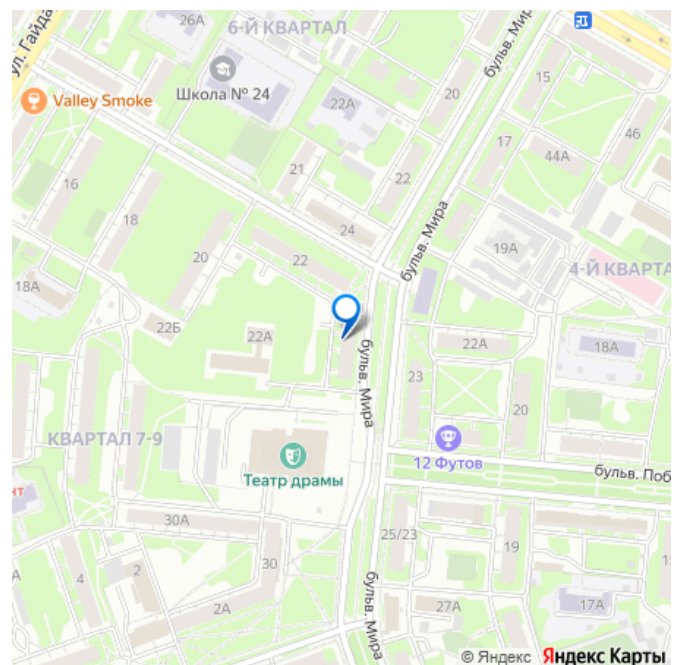 26А
6-Й КВАРТАЛ
ул. Гайда
бульв. Мира
15
Школа № 24
Valley Smoke
22А
20
17
46
44А
21
22
16
18
24
бульв. Мира
19А
20
22
4-Й КВАРТА
18А
22Б
22А
22А
18А
бульв. Мира
23
20
КВАРТАЛ 7-9
12 Футов
Театр драмы
бульв. Поб
нт
30А
25/23
19
1
А
4
2
30
бульв. Мира
2А
27А
17А
© Яндекс Яндекс Карты